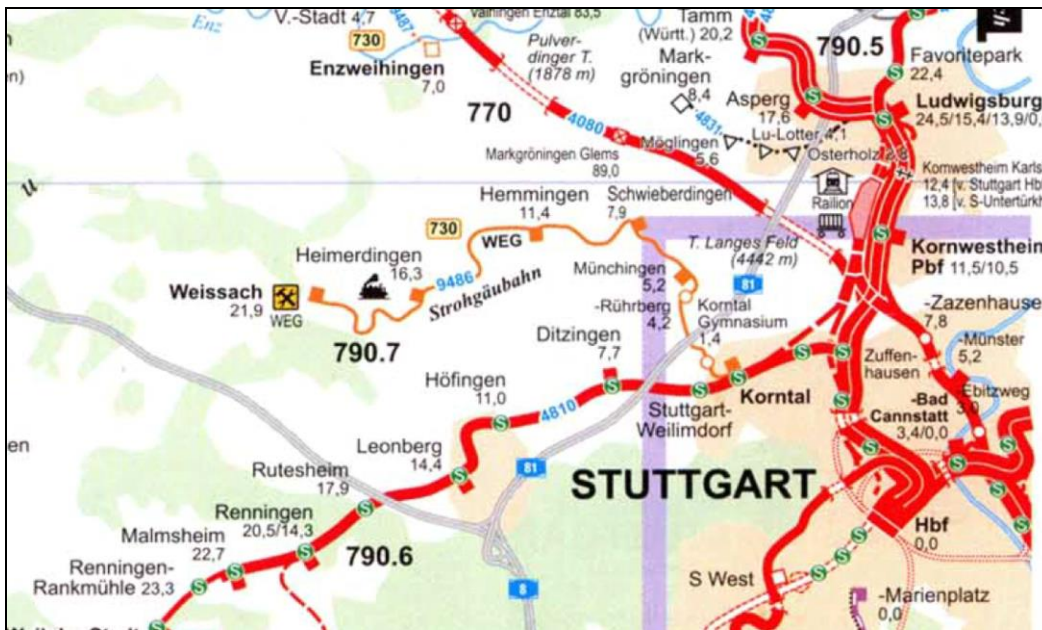 Enz
V.-Stadt 4,7
9487
Vaihingen Enztal 83,5
730
Enzweihingen
7,0
Pulver-
dinger T.
(1878 m)
770
4080
Tamm
(Württ.) 20,2
790.5
Favoritepark
22,4
Mark-
gröningen
8,4
4831
Asperg
17,6
Ludwigsburg
24,5/15,4/13,9/0,
Lu-Lotter 4,1
Möglingen
5,6
Osterholz
Markgröningen Glems
89,0
Railion
Kornwestheim Karls
12,4 [v. Stuttgart Hb
13,8 [v. S-Untertürkh
Hemmingen
11,4
Schwieberdingen
7,9
730
WEG
T. Langes Feld
(4442 m)
Kornwestheim
Pbf 11,5/10,5
Heimerdingen
16,3
9486
Strohgäubahn
Münchingen
5,2
81
Weissach
21,9
WEG
-Rührberg
4,2
Korntal
Gymnasium
1,4
-Zazenhause
7,8
790.7
Ditzingen
7,7
-Münster
5,2
Zuffen-
hausen
Höfingen
11,0
4810
Stuttgart-
Weilimdorf
Korntal
-Ebitzweg
3,0
-Bad
Cannstatt
3,4/0,0
Leonberg
14,4
81
STUTTGART
Rutesheim
17,9
Renningen
20,5/14,3
790.6
Hbf
0,0
Malmsheim
22,7
Renningen-
Rankmühle 23,3
8
S West
-Marienplatz
0,0